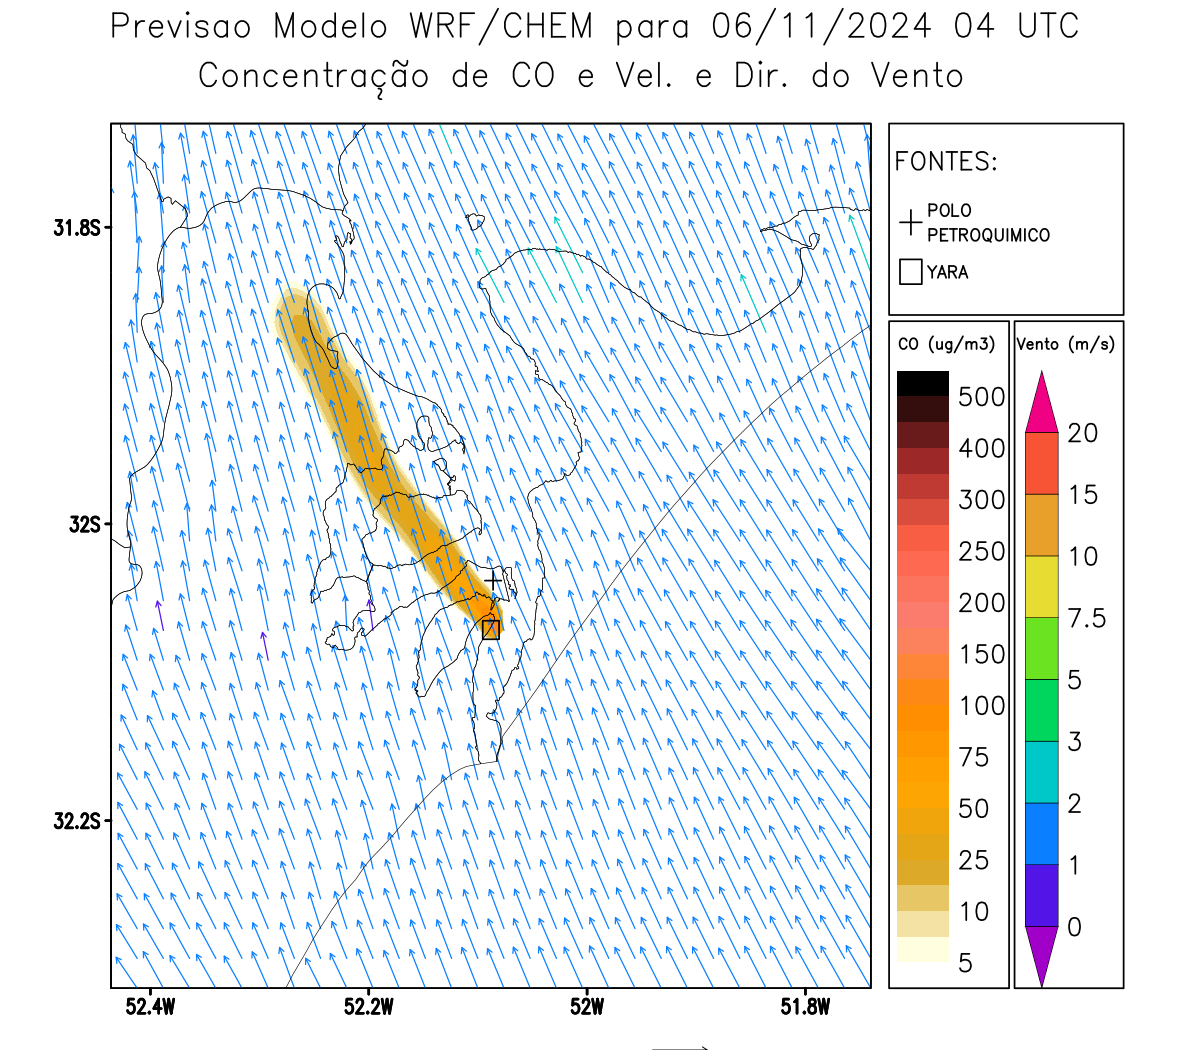 Previsao Modelo WRF/CHEM para 06/11/2024 04 UTC
Concentração de CO e Vel. e Dir. do Vento
FONTES:
POLO
PETROQUIMICO
YARA
31.8S
32S
32.2S
52.4W
52.2W
52W
51.8W
CO (ug/m3)
500
400
300
250
200
150
100
75
50
25
10
5
Vento (m/s)
20
15
10
7.5
5
3
2
1
0